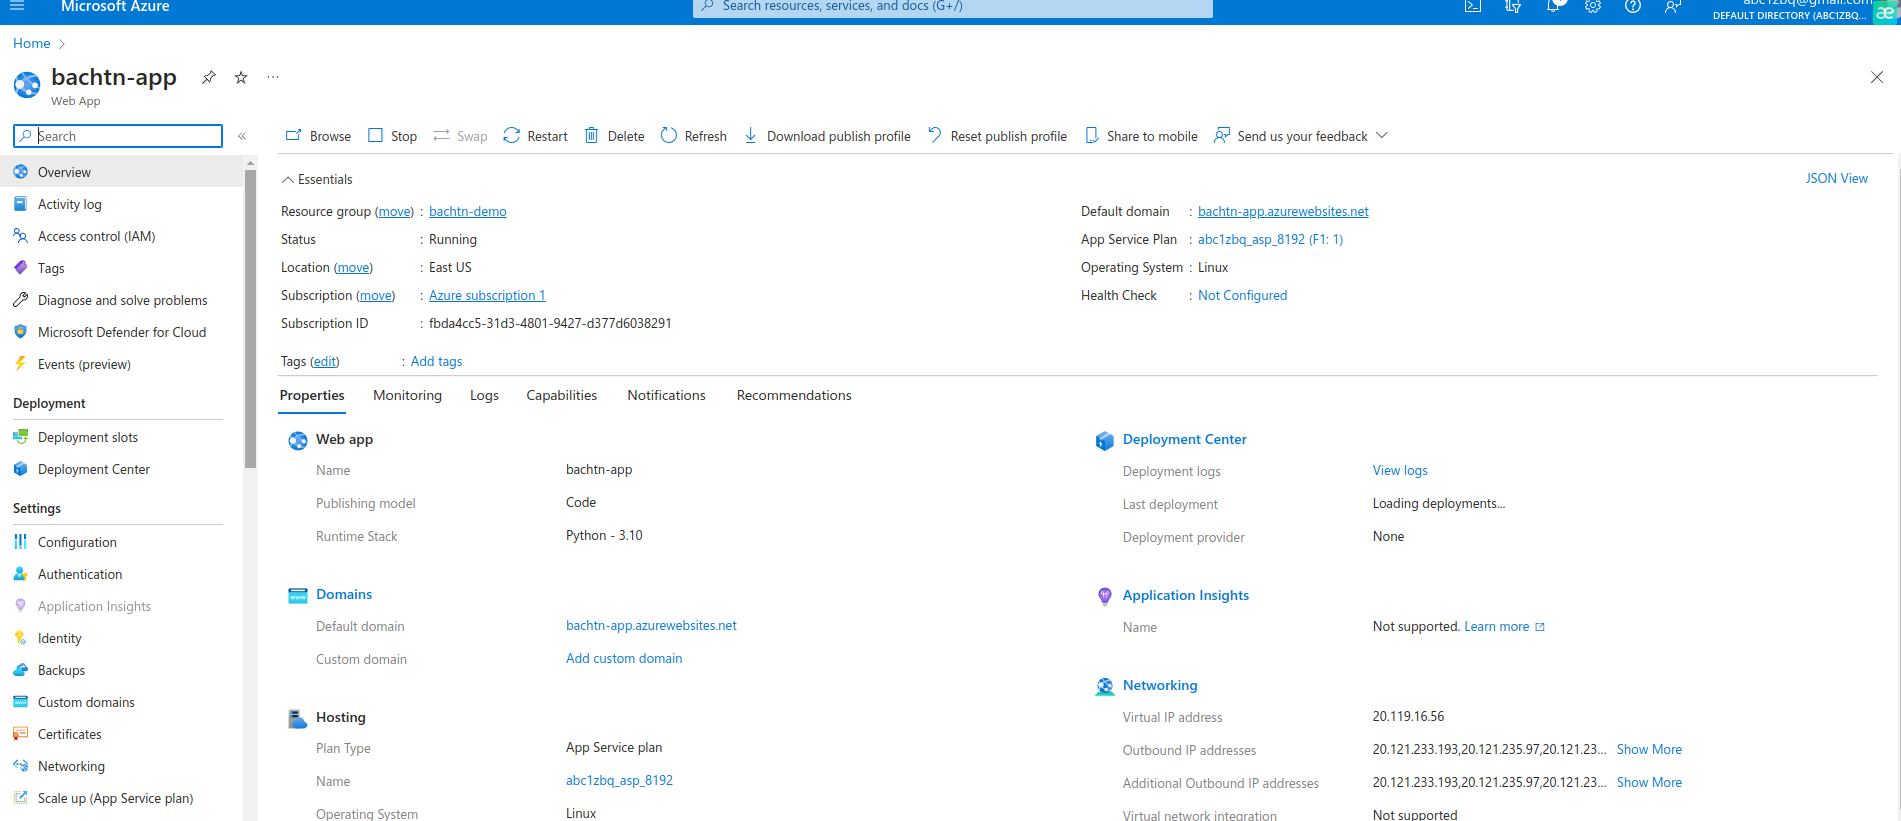 Microsoft Azure
Search resources, services, and docs (G+/)
abc1zbq@gmail.com
DEFAULT DIRECTORY (ABC1ZBQ...
Home
bachtn-app
Web App
Search
Browse Stop Swap Restart Delete Refresh Download publish profile Reset publish profile Share to mobile Send us your feedback
Overview
Activity log
Access control (IAM)
Tags
Diagnose and solve problems
Microsoft Defender for Cloud
Events (preview)
Deployment
Deployment slots
Deployment Center
Settings
Configuration
Authentication
Application Insights
Identity
Backups
Custom domains
Certificates
Networking
Scale up (App Service plan)
Essentials
JSON View
Resource group (move) : bachtn-demo
Status : Running
Location (move) : East US
Subscription (move) : Azure subscription 1
Subscription ID : fbda4cc5-31d3-4801-9427-d377d6038291
Default domain : bachtn-app.azurewebsites.net
App Service Plan : abc1zbq_asp_8192 (F1: 1)
Operating System : Linux
Health Check : Not Configured
Tags (edit) : Add tags
Properties Monitoring Logs Capabilities Notifications Recommendations
Web app
Name bachtn-app
Publishing model Code
Runtime Stack Python - 3.10
Domains
Default domain bachtn-app.azurewebsites.net
Custom domain Add custom domain
Hosting
Plan Type App Service plan
Name abc1zbq_asp_8192
Operating System Linux
Deployment Center
Deployment logs View logs
Last deployment Loading deployments...
Deployment provider None
Application Insights
Name Not supported. Learn more
Networking
Virtual IP address 20.119.16.56
Outbound IP addresses 20.121.233.193,20.121.235.97,20.121.23... Show More
Additional Outbound IP addresses 20.121.233.193,20.121.235.97,20.121.23... Show More
Virtual network integration Not supported